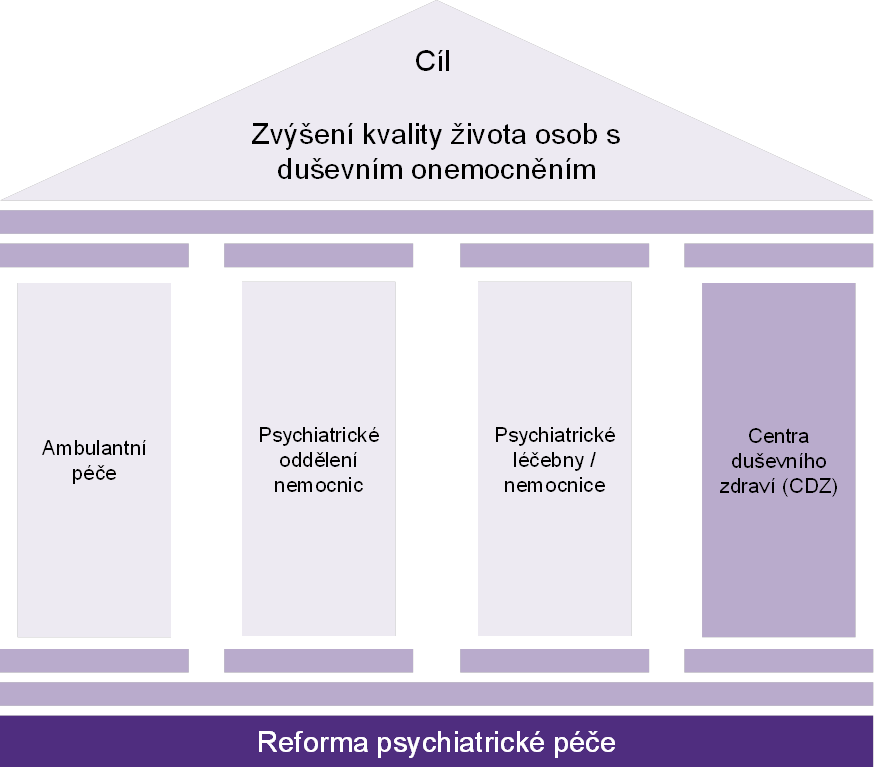 Cíl
Zvýšení kvality života osob s
duševním onemocněním
Ambulantní
péče
Psychiatrické
oddělení
nemocnic
Psychiatrické
léčebny /
nemocnice
Centra
duševního
zdraví (CDZ)
Reforma psychiatrické péče